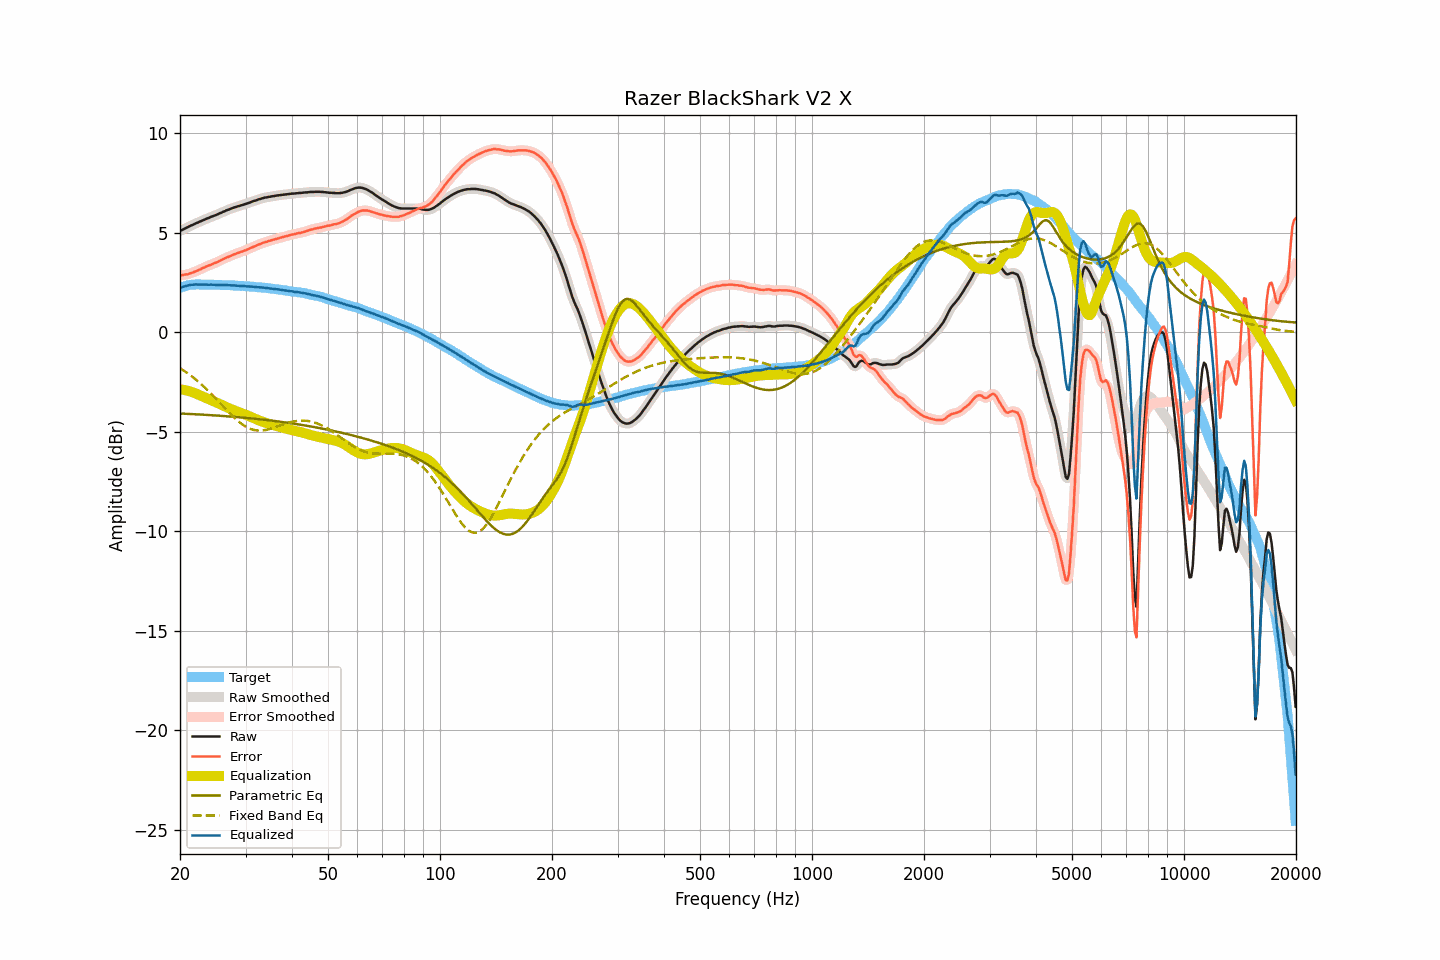 Razer BlackShark V2 X
10
5
0
−5
−10
−15
−20
−25
Amplitude (dBr)
Target
Raw Smoothed
Error Smoothed
Raw
Error
Equalization
Parametric Eq
Fixed Band Eq
Equalized
20 50 100 200 500 1000 2000 5000 10000 20000
Frequency (Hz)